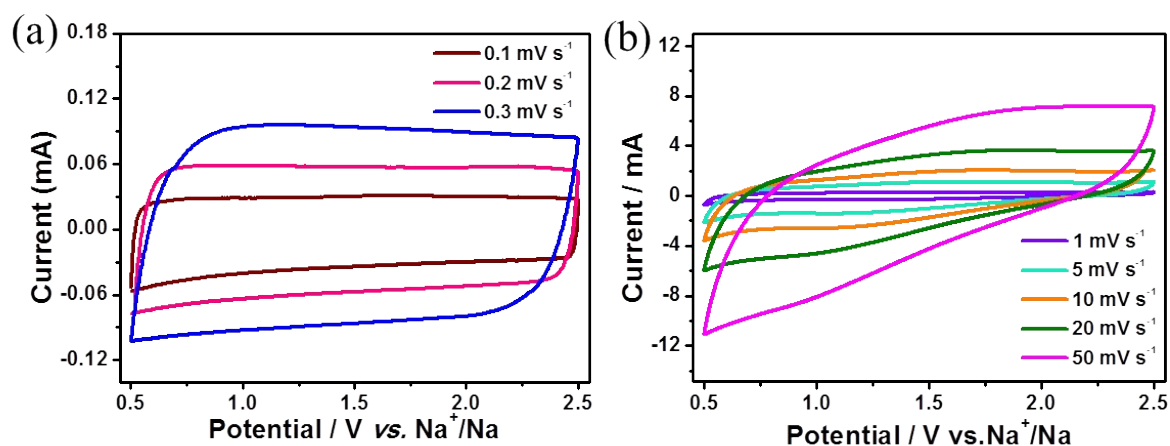 (a)
0.18
0.12
0.06
0.00
-0.06
-0.12
Current (mA)
0.1 mV s⁻¹
0.2 mV s⁻¹
0.3 mV s⁻¹
0.5 1.0 1.5 2.0 2.5
Potential / V vs. Na⁺/Na
(b)
12
8
4
0
-4
-8
-12
Current / mA
1 mV s⁻¹
5 mV s⁻¹
10 mV s⁻¹
20 mV s⁻¹
50 mV s⁻¹
0.5 1.0 1.5 2.0 2.5
Potential / V vs.Na⁺/Na